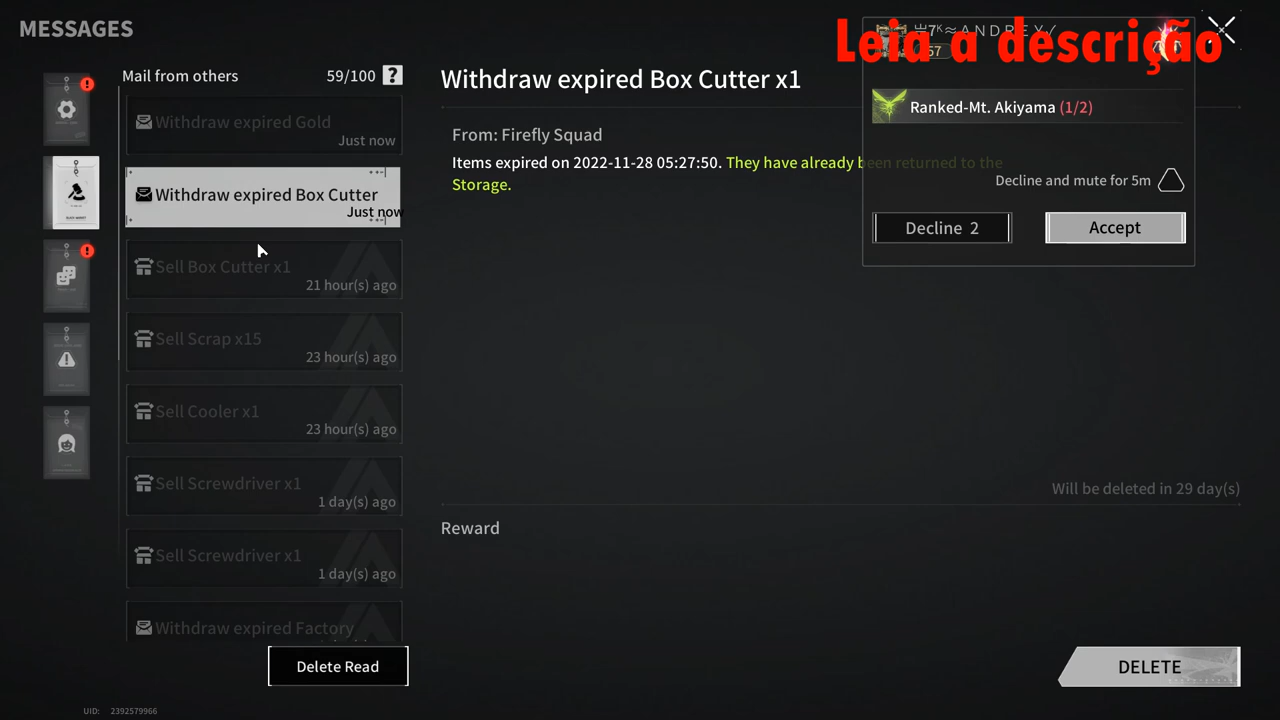 MESSAGES
Leia a descrição
Mail from others 59/100 ?
Withdraw expired Gold
Just now
Withdraw expired Box Cutter
Just now
Sell Box Cutter x1
21 hour(s) ago
Sell Scrap x15
23 hour(s) ago
Sell Cooler x1
23 hour(s) ago
Sell Screwdriver x1
1 day(s) ago
Sell Screwdriver x1
1 day(s) ago
Withdraw expired Factory
Delete Read
Withdraw expired Box Cutter x1
From: Firefly Squad
Items expired on 2022-11-28 05:27:50. They have already been returned to the
Storage.
57
Ranked-Mt. Akiyama (1/2)
Decline and mute for 5m
Decline 2
Accept
Will be deleted in 29 day(s)
Reward
DELETE
UID: 2392579966